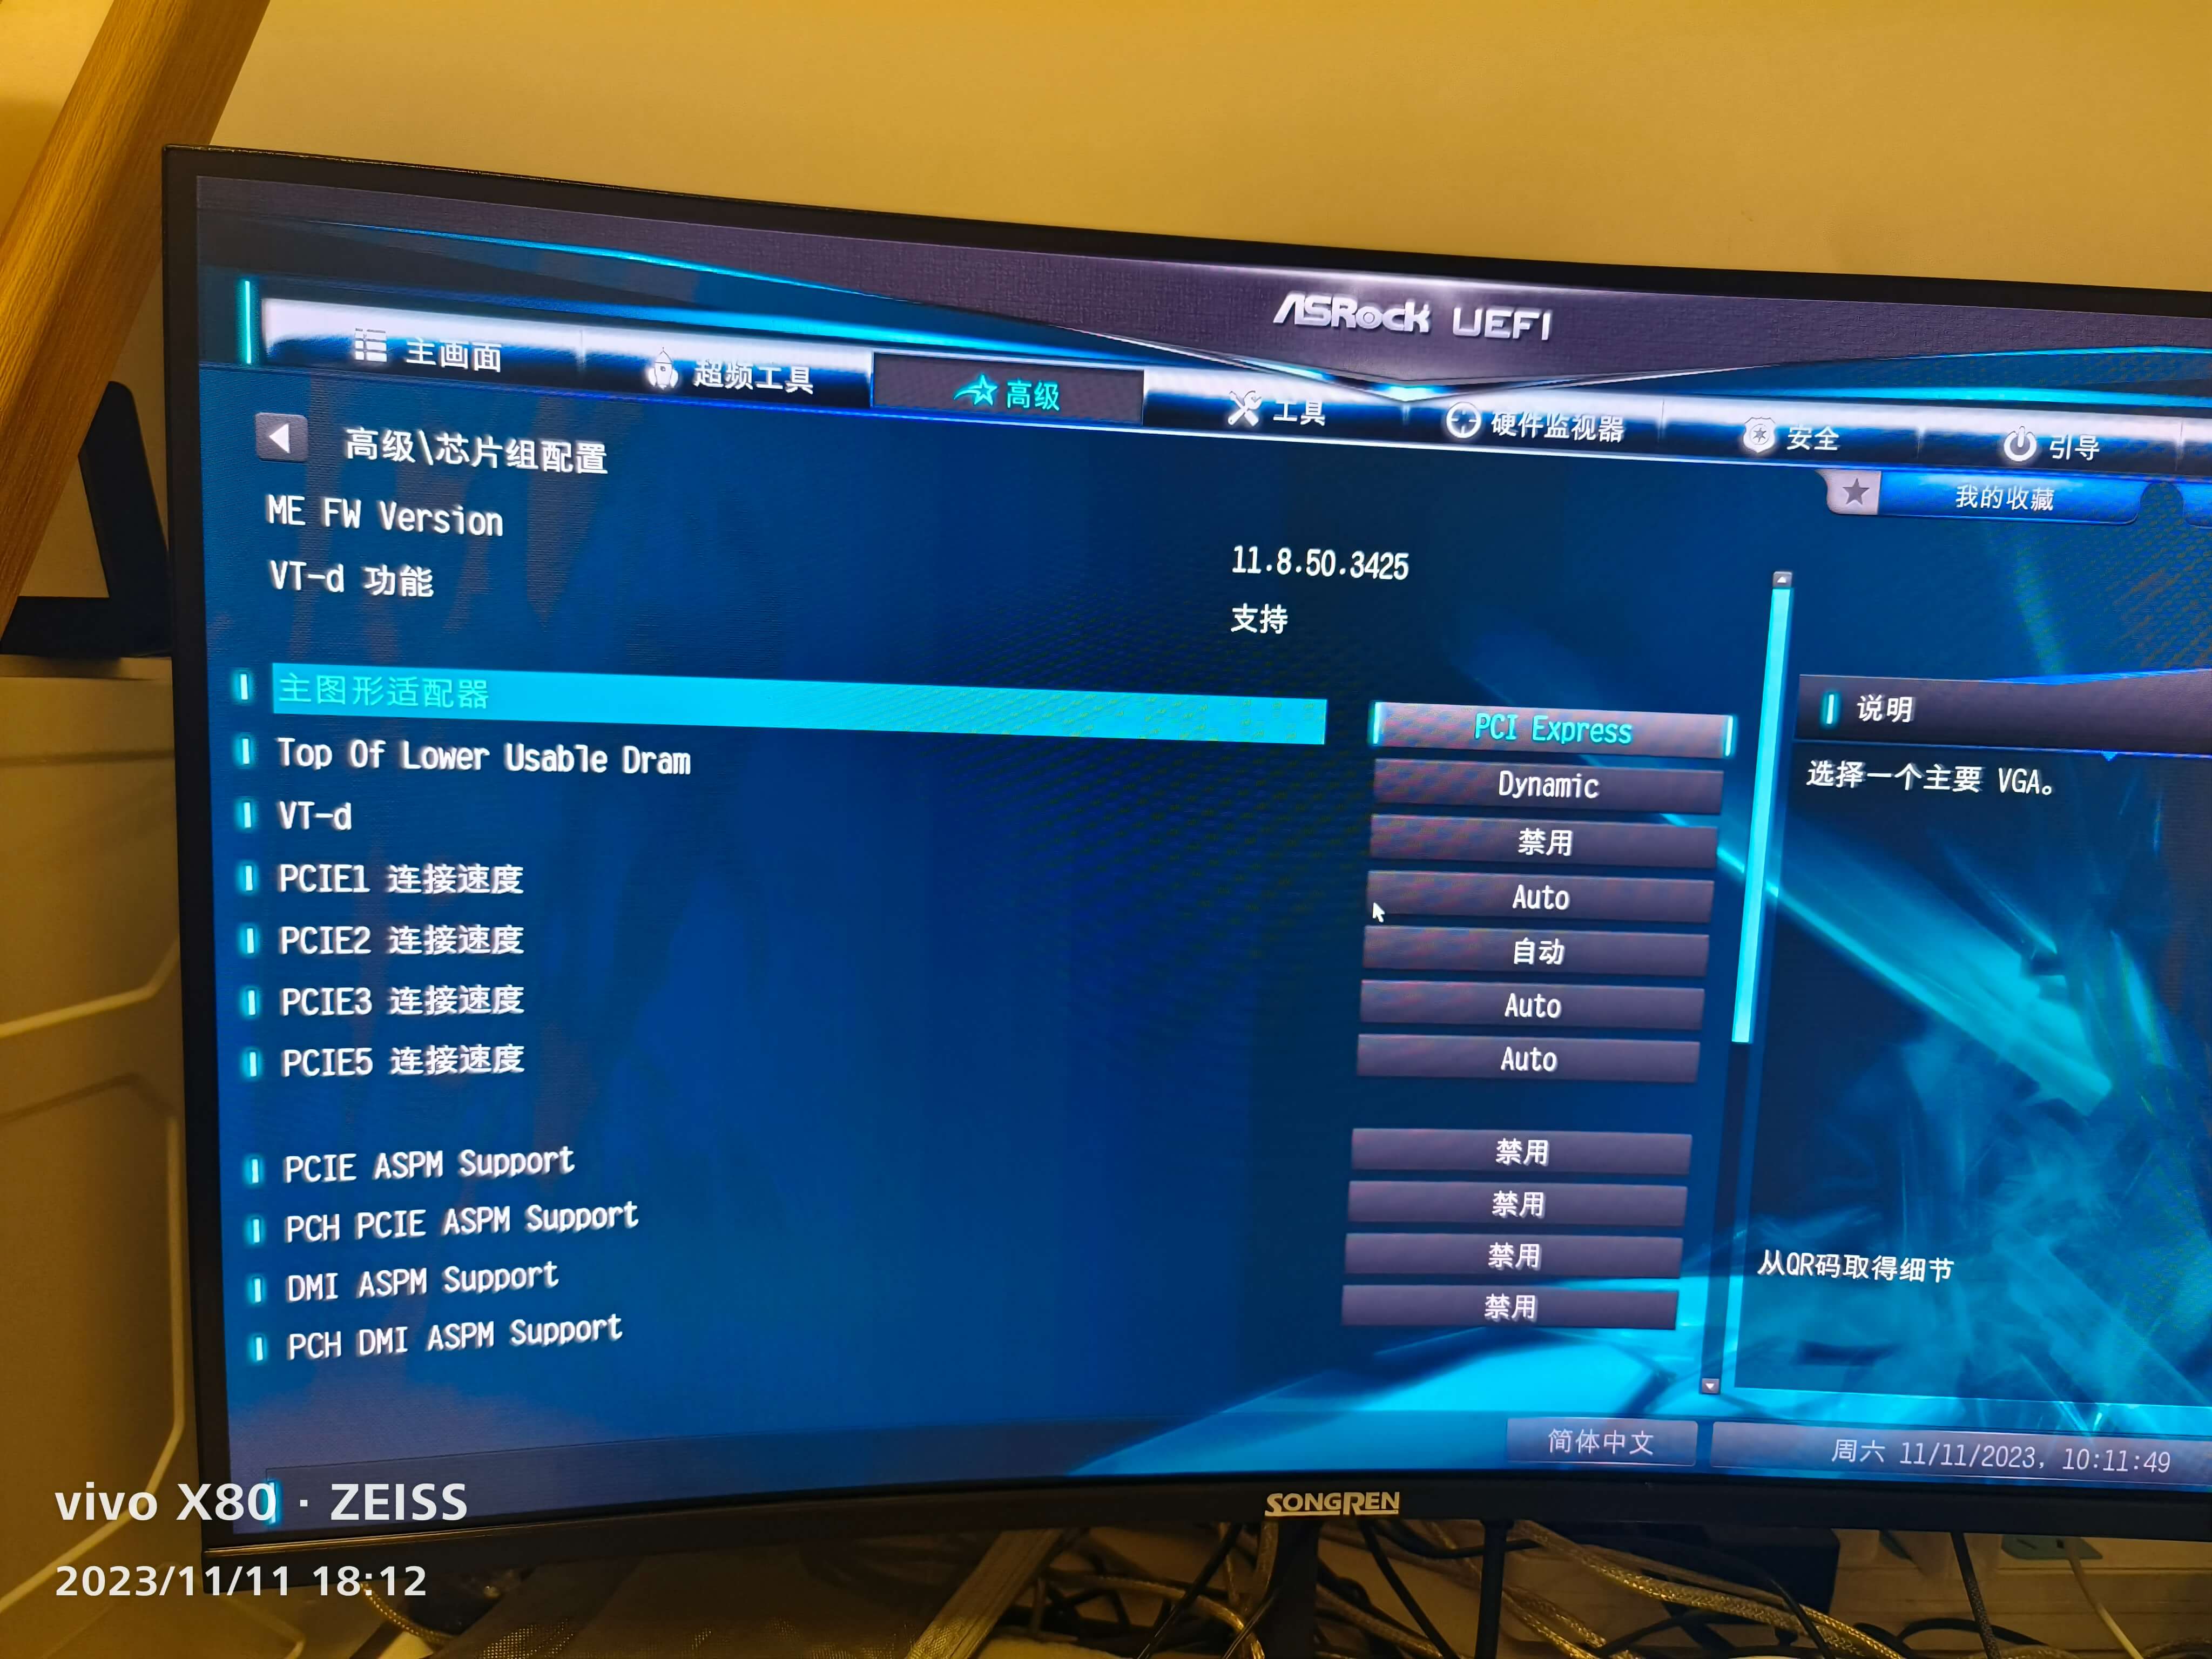 ASRock UEFI
主画面
超频工具
高级
工具
硬件监视器
安全
引导
高级\芯片组配置
我的收藏
ME FW Version 11.8.50.3425
VT-d 功能 支持
主图形适配器 PCI Express
Top Of Lower Usable Dram Dynamic
VT-d 禁用
PCIE1 连接速度 Auto
PCIE2 连接速度 自动
PCIE3 连接速度 Auto
PCIE5 连接速度 Auto
PCIE ASPM Support 禁用
PCH PCIE ASPM Support 禁用
DMI ASPM Support 禁用
PCH DMI ASPM Support 禁用
说明
选择一个主要 VGA。
从QR码取得细节
简体中文
周六 11/11/2023, 10:11:49
SONGREN
vivo X80 · ZEISS
2023/11/11 18:12